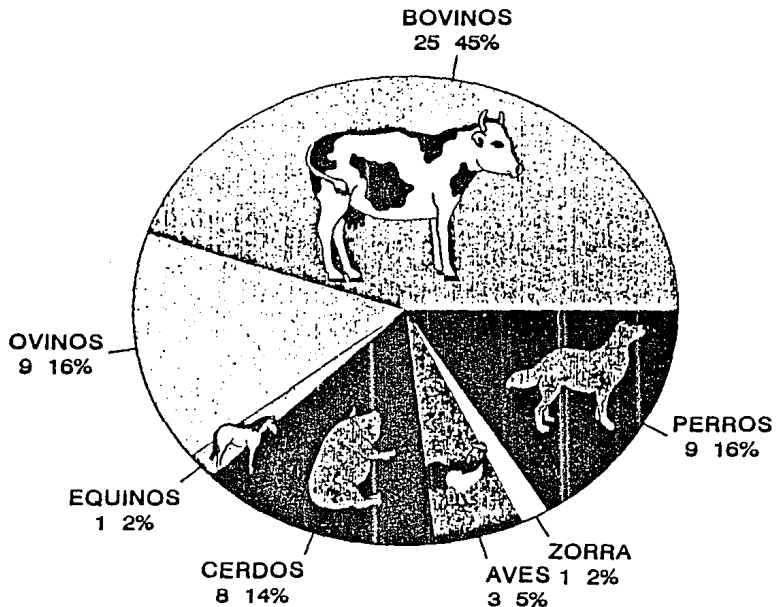 BOVINOS
25 45%
OVINOS
9 16%
PERROS
9 16%
EQUINOS
1 2%
ZORRA
1 2%
CERDOS
8 14%
AVES
3 5%